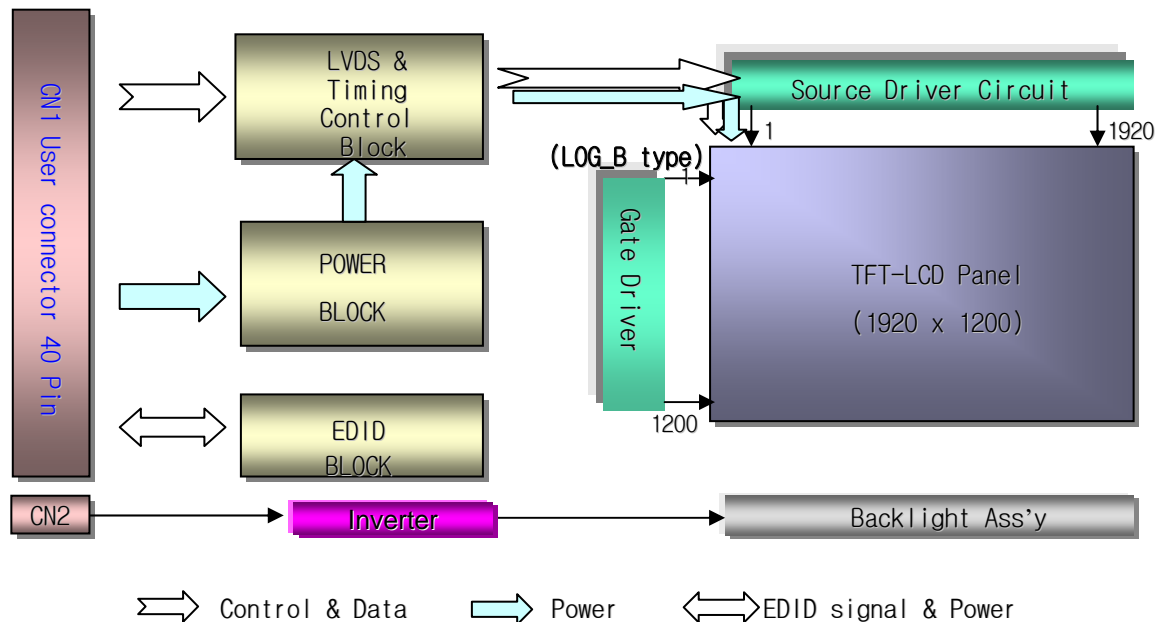 CN1 User connector 40 Pin
LVDS &
Timing
Control
Block
Source Driver Circuit
1
1920
(LOG_B type)
1
Gate Driver
1200
TFT-LCD Panel
(1920 x 1200)
POWER
BLOCK
EDID
BLOCK
CN2
Inverter
Backlight Ass’y
Control & Data
Power
EDID signal & Power